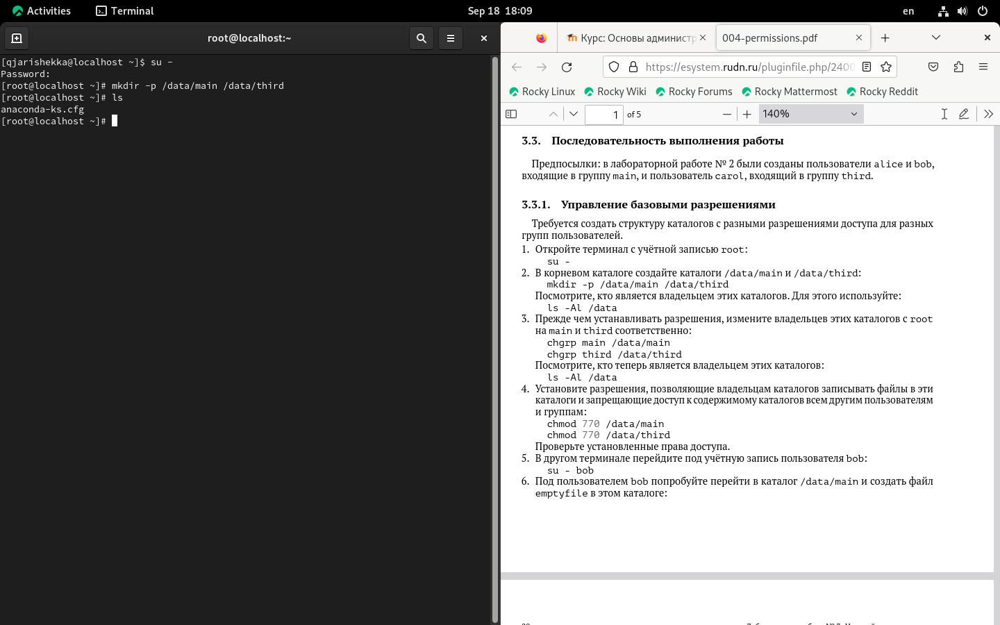 Activities Terminal Sep 18 18:09 en
root@localhost:~
[qjarishekka@localhost ~]$ su -
Password:
[root@localhost ~]# mkdir -p /data/main /data/third
[root@localhost ~]# ls
anaconda-ks.cfg
[root@localhost ~]#
Курс: Основы администр 004-permissions.pdf
https://esystem.rudn.ru/pluginfile.php/2400
Rocky Linux Rocky Wiki Rocky Forums Rocky Mattermost Rocky Reddit
1 of 5 140%
3.3. Последовательность выполнения работы
Предпосылки: в лабораторной работе № 2 были созданы пользователи alice и bob,
входящие в группу main, и пользователь carol, входящий в группу third.
3.3.1. Управление базовыми разрешениями
Требуется создать структуру каталогов с разными разрешениями доступа для разных
групп пользователей.
1. Откройте терминал с учётной записью root:
su -
2. В корневом каталоге создайте каталоги /data/main и /data/third:
mkdir -p /data/main /data/third
Посмотрите, кто является владельцем этих каталогов. Для этого используйте:
ls -Al /data
3. Прежде чем устанавливать разрешения, измените владельцев этих каталогов с root
на main и third соответственно:
chgrp main /data/main
chgrp third /data/third
Посмотрите, кто теперь является владельцем этих каталогов:
ls -Al /data
4. Установите разрешения, позволяющие владельцам каталогов записывать файлы в эти
каталоги и запрещающие доступ к содержимому каталогов всем другим пользователям
и группам:
chmod 770 /data/main
chmod 770 /data/third
Проверьте установленные права доступа.
5. В другом терминале перейдите под учётную запись пользователя bob:
su - bob
6. Под пользователем bob попробуйте перейти в каталог /data/main и создать файл
emptyfile в этом каталоге: